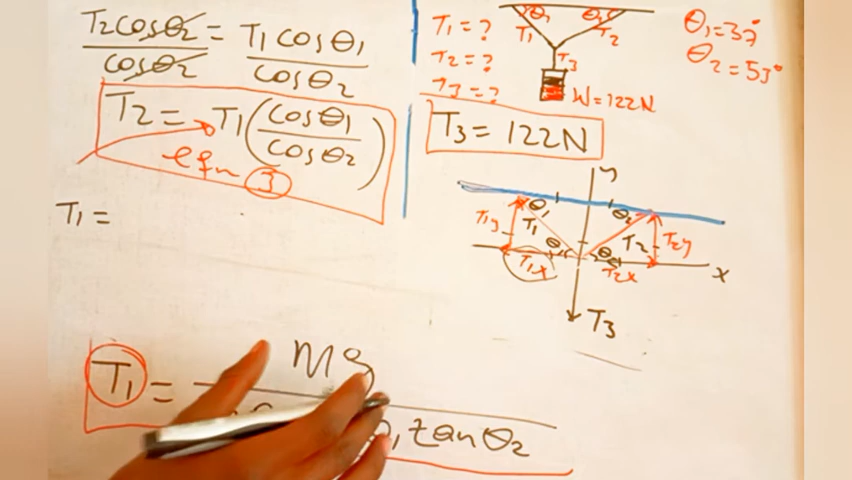 T2cosθ2 = T1cosθ1
cosθ2 cosθ2
T2 = T1(cosθ1
cosθ2)
eqn 3
T1 =
T1 = Mg
tanθ2
T1 = ?
T2 = ?
T3 = ?
θ1 θ2
T1 T2
T3
W=122N
θ1=37°
θ2=53°
T3 = 122N
y
θ1 θ2
T1y T1 T2 T2y
θ θ
T1x T2x x
T3